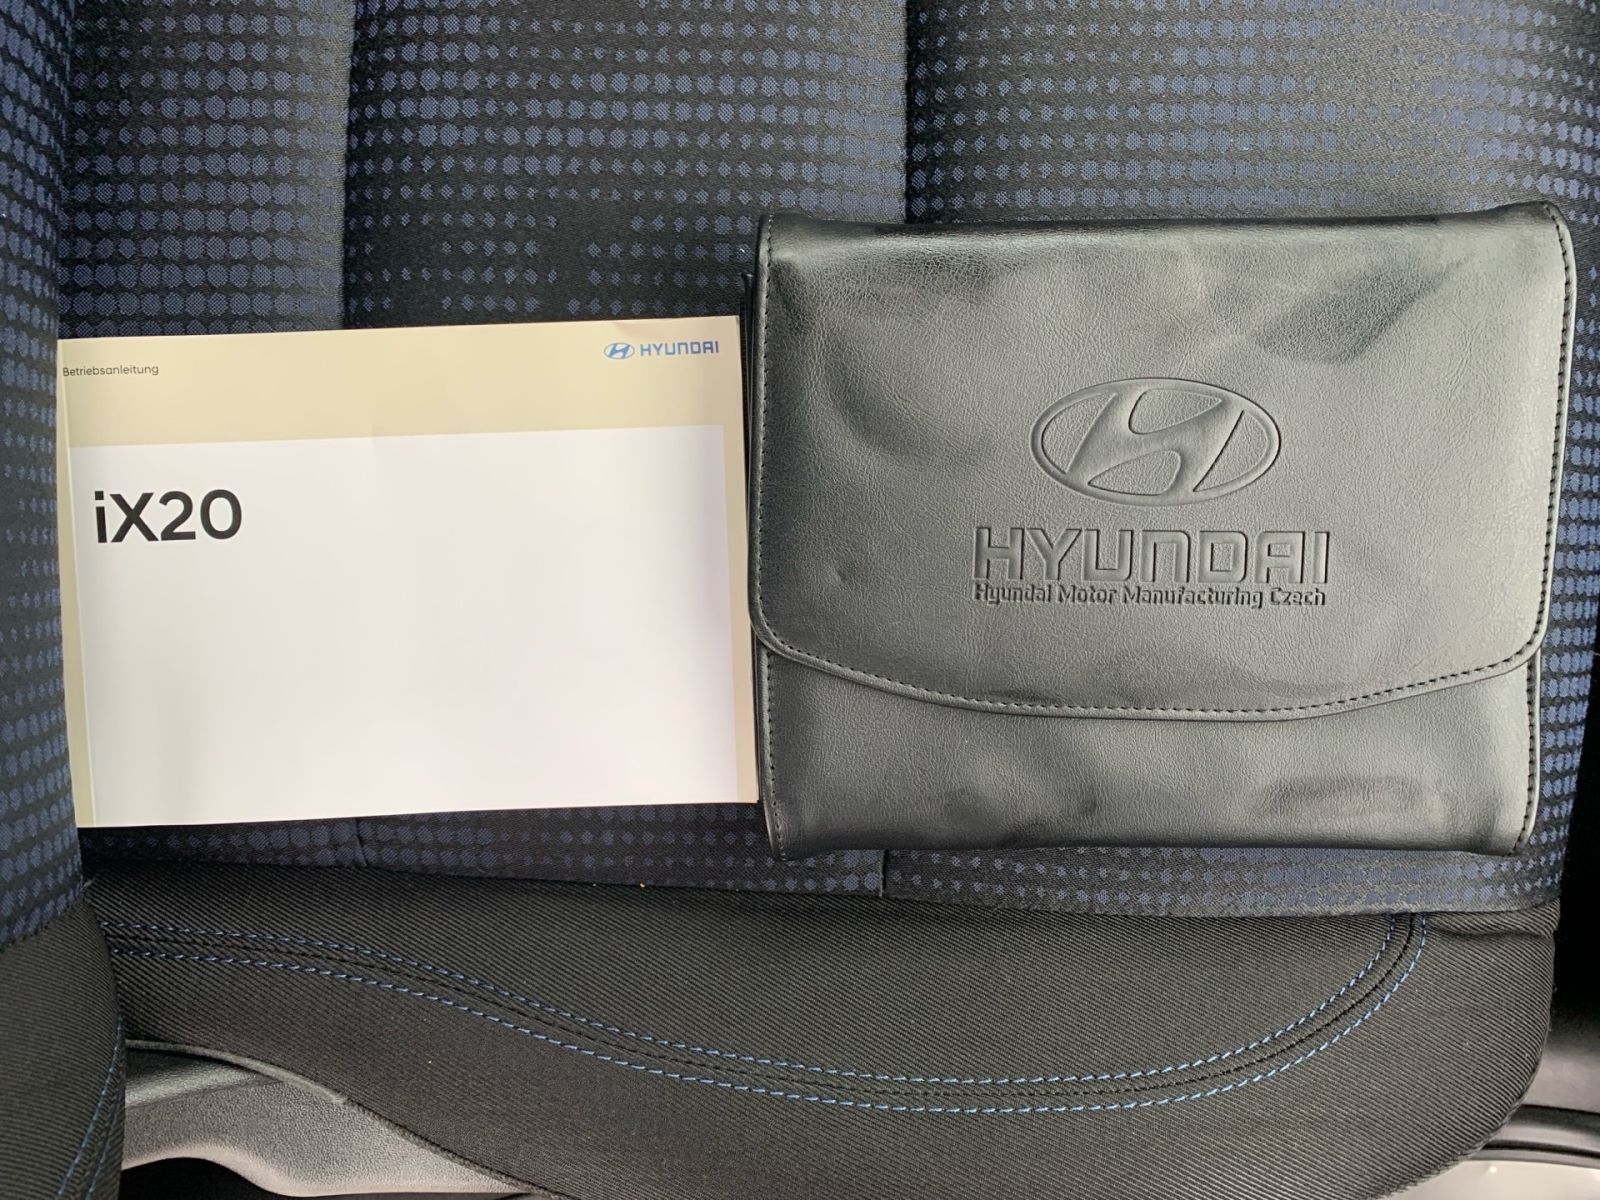 Betriebsanleitung
HYUNDAI
iX20
HYUNDAI
Hyundai Motor Manufacturing Czech